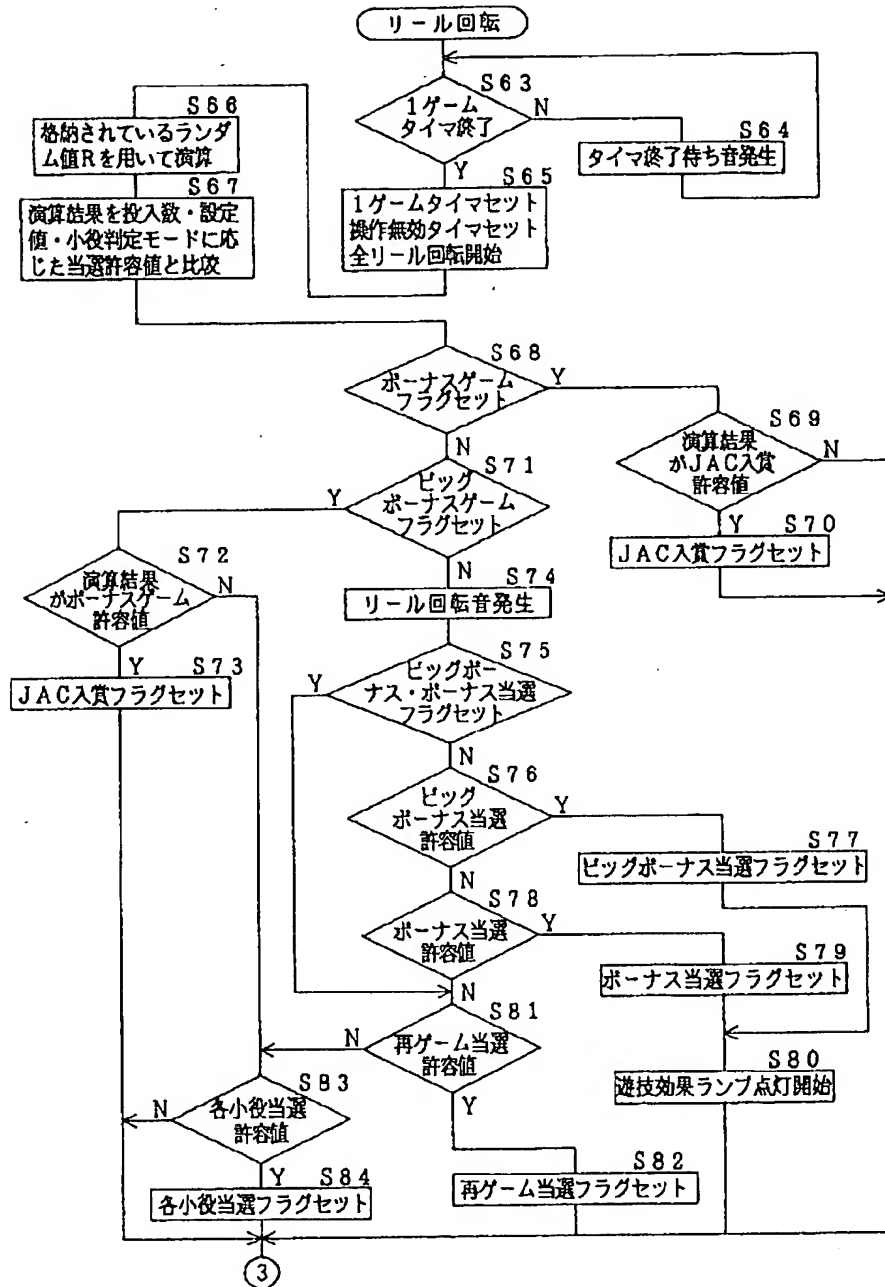 リール回転
S63
1ゲーム
タイマ終了
N
Y
S64
タイマ終了待ち音発生
S65
1ゲームタイマセット
操作無効タイマセット
全リール回転開始
S66
格納されているランダ
ム値Rを用いて演算
S67
演算結果を投入数・設定
値・小役判定モードに応
じた当選許容値と比較
S68
ボーナスゲーム
フラグセット
Y
N
S69
演算結果
がJAC入賞
許容値
N
Y
S70
JAC入賞フラグセット
S71
ビッグ
ボーナスゲーム
フラグセット
Y
N
S72
演算結果
がボーナスゲーム
許容値
N
Y
S73
JAC入賞フラグセット
S74
リール回転音発生
S75
ビッグボー
ナス・ボーナス当選
フラグセット
Y
N
S76
ビッグ
ボーナス当選
許容値
Y
N
S77
ビッグボーナス当選フラグセット
S78
ボーナス当選
許容値
Y
N
S79
ボーナス当選フラグセット
S80
遊技効果ランプ点灯開始
S81
再ゲーム当選
許容値
N
Y
S82
再ゲーム当選フラグセット
S83
各小役当選
許容値
N
Y
S84
各小役当選フラグセット
3